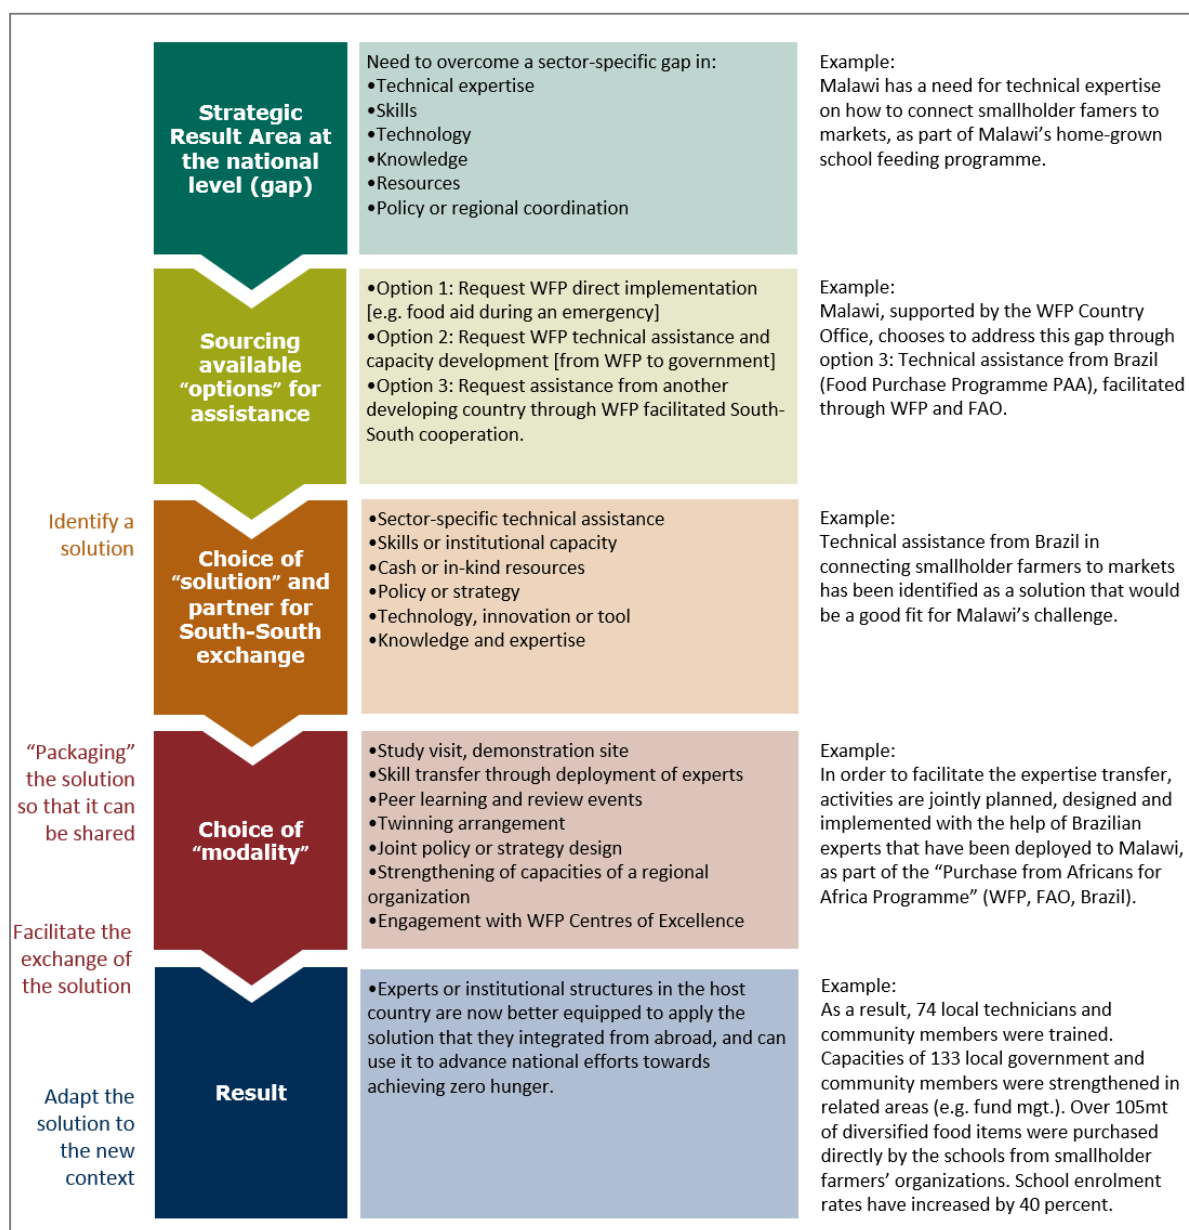 Strategic
Result Area at
the national
level (gap)
Need to overcome a sector-specific gap in:
•Technical expertise
•Skills
•Technology
•Knowledge
•Resources
•Policy or regional coordination
Example:
Malawi has a need for technical expertise
on how to connect smallholder famers to
markets, as part of Malawi's home-grown
school feeding programme.
Sourcing
available
"options" for
assistance
•Option 1: Request WFP direct implementation
[e.g. food aid during an emergency]
•Option 2: Request WFP technical assistance and
capacity development [from WFP to government]
•Option 3: Request assistance from another
developing country through WFP facilitated South-
South cooperation.
Example:
Malawi, supported by the WFP Country
Office, chooses to address this gap through
option 3: Technical assistance from Brazil
(Food Purchase Programme PAA), facilitated
through WFP and FAO.
Identify a
solution
Choice of
"solution" and
partner for
South-South
exchange
•Sector-specific technical assistance
•Skills or institutional capacity
•Cash or in-kind resources
•Policy or strategy
•Technology, innovation or tool
•Knowledge and expertise
Example:
Technical assistance from Brazil in
connecting smallholder farmers to markets
has been identified as a solution that would
be a good fit for Malawi's challenge.
"Packaging"
the solution
so that it can
be shared
Choice of
"modality"
•Study visit, demonstration site
•Skill transfer through deployment of experts
•Peer learning and review events
•Twinning arrangement
•Joint policy or strategy design
•Strengthening of capacities of a regional
organization
•Engagement with WFP Centres of Excellence
Example:
In order to facilitate the expertise transfer,
activities are jointly planned, designed and
implemented with the help of Brazilian
experts that have been deployed to Malawi,
as part of the "Purchase from Africans for
Africa Programme" (WFP, FAO, Brazil).
Facilitate the
exchange of
the solution
Result
•Experts or institutional structures in the host
country are now better equipped to apply the
solution that they integrated from abroad, and can
use it to advance national efforts towards
achieving zero hunger.
Example:
As a result, 74 local technicians and
community members were trained.
Capacities of 133 local government and
community members were strengthened in
related areas (e.g. fund mgt.). Over 105mt
of diversified food items were purchased
directly by the schools from smallholder
farmers' organizations. School enrolment
rates have increased by 40 percent.
Adapt the
solution to
the new
context